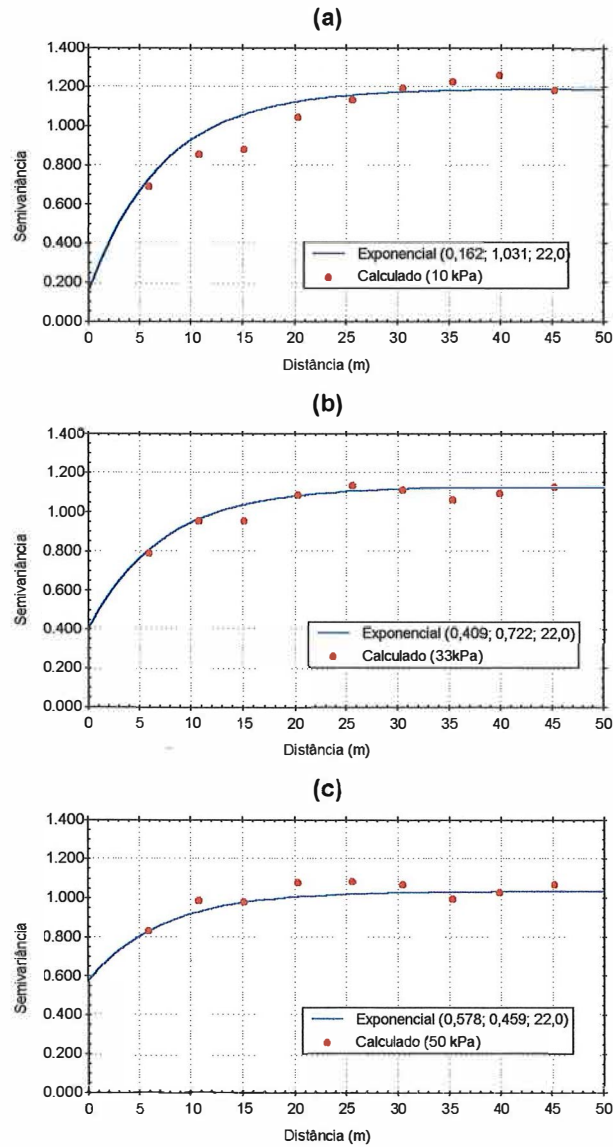 (a)
1.400
1.200
1.000
0.800
0.600
0.400
0.200
0.000
Semivariância
Exponencial (0,162; 1,031; 22,0)
Calculado (10 kPa)
0 5 10 15 20 25 30 35 40 45 50
Distância (m)
(b)
1.400
1.200
1.000
0.800
0.600
0.400
0.200
0.000
Semivariância
Exponencial (0,409; 0,722; 22,0)
Calculado (33kPa)
0 5 10 15 20 25 30 35 40 45 50
Distância (m)
(c)
1.400
1.200
1.000
0.800
0.600
0.400
0.200
0.000
Semivariância
Exponencial (0,578; 0,459; 22,0)
Calculado (50 kPa)
0 5 10 15 20 25 30 35 40 45 50
Distância (m)